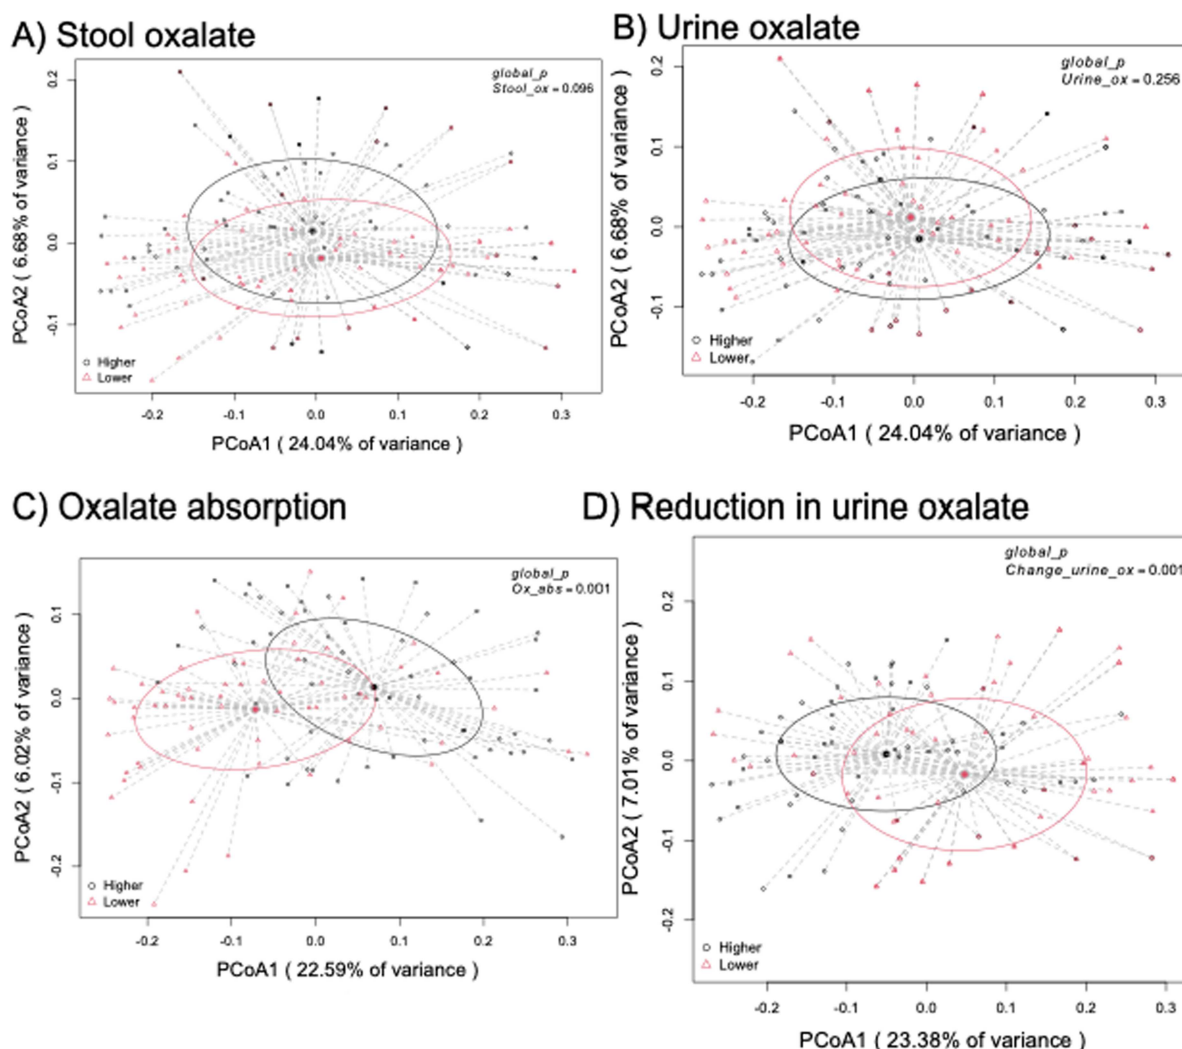 A) Stool oxalate
global_p
Stool_ox = 0.096
0.2
0.1
0.0
-0.1
PCoA2 ( 6.68% of variance )
Higher
Lower
-0.2 -0.1 0.0 0.1 0.2 0.3
PCoA1 ( 24.04% of variance )
B) Urine oxalate
global_p
Urine_ox = 0.256
0.2
0.1
0.0
-0.1
PCoA2 ( 6.68% of variance )
Higher
Lower
-0.2 -0.1 0.0 0.1 0.2 0.3
PCoA1 ( 24.04% of variance )
C) Oxalate absorption
global_p
Ox_abs = 0.001
0.1
0.0
-0.1
-0.2
PCoA2 ( 6.02% of variance )
Higher
Lower
-0.2 -0.1 0.0 0.1 0.2 0.3
PCoA1 ( 22.59% of variance )
D) Reduction in urine oxalate
global_p
Change_urine_ox = 0.001
0.2
0.1
0.0
-0.1
-0.2
PCoA2 ( 7.01% of variance )
Higher
Lower
-0.2 -0.1 0.0 0.1 0.2 0.3
PCoA1 ( 23.38% of variance )